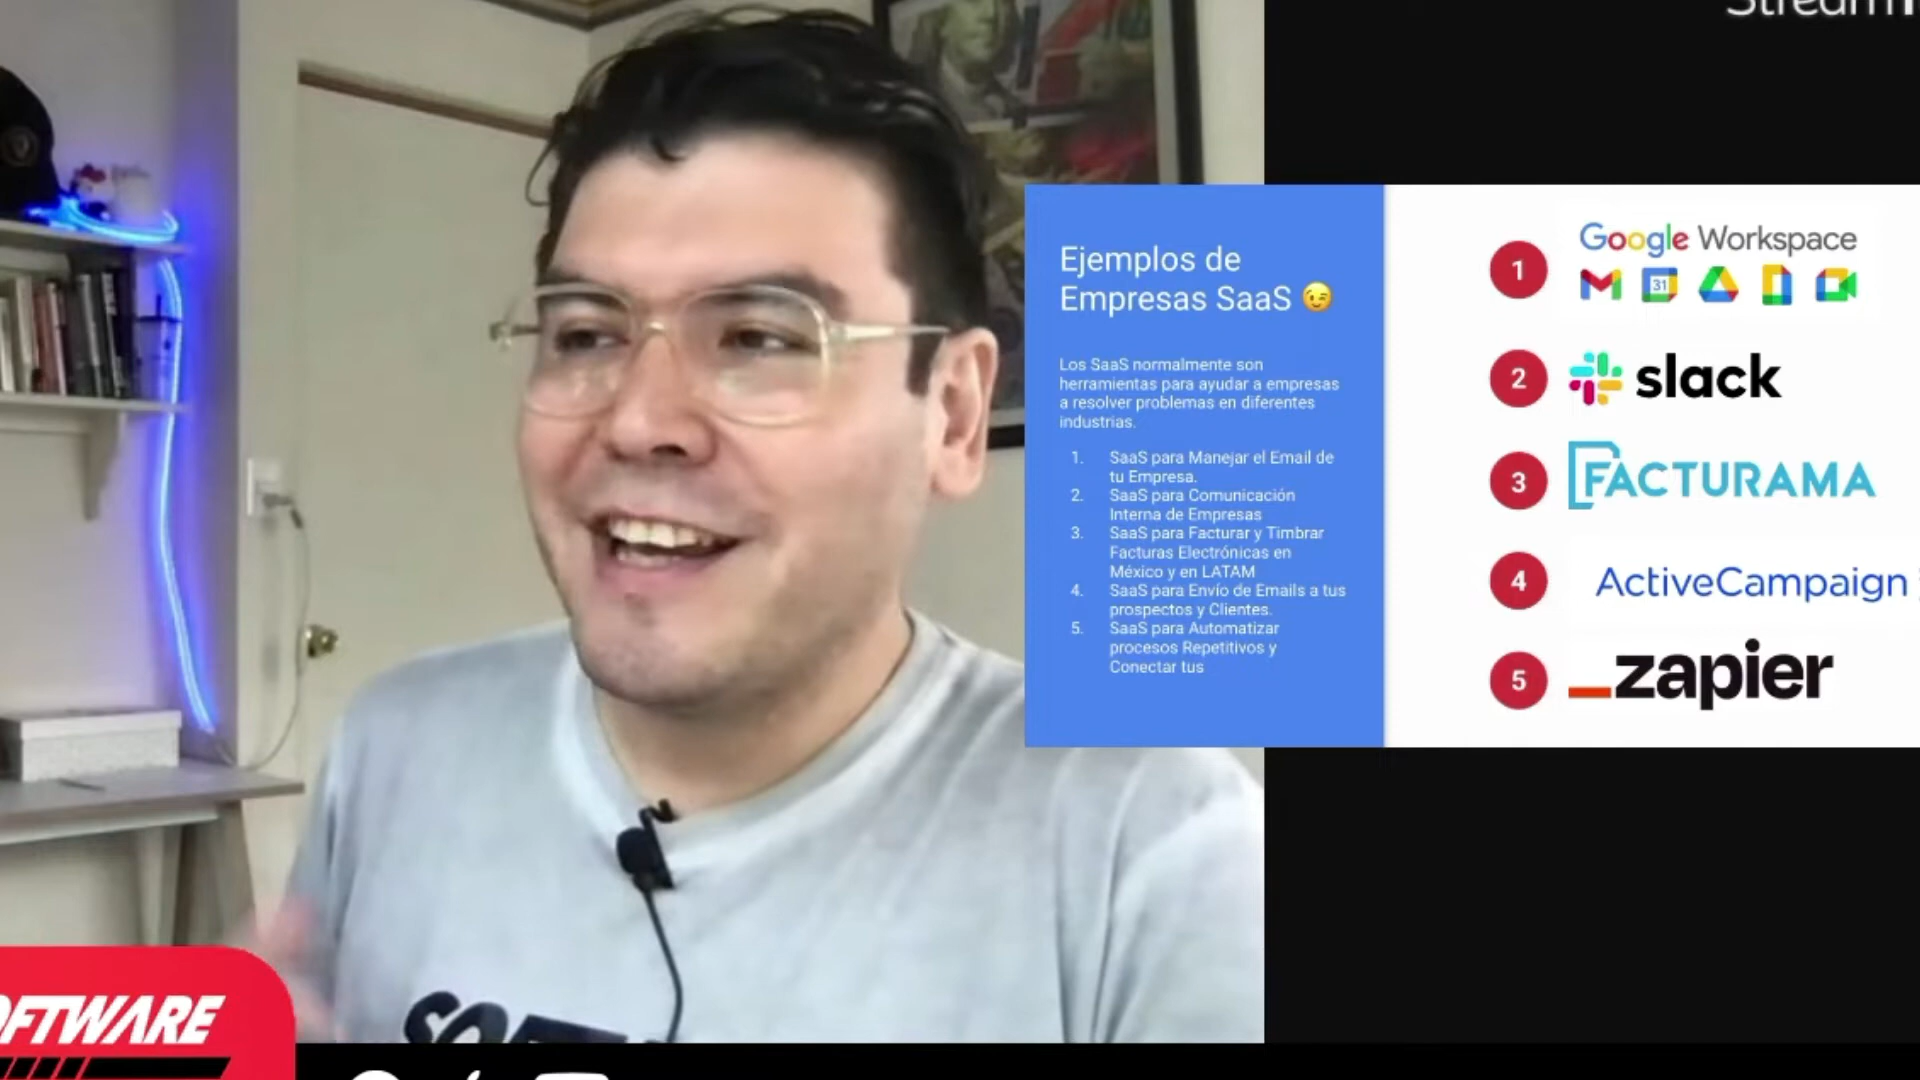 Ejemplos de
Empresas SaaS 😉
Los SaaS normalmente son
herramientas para ayudar a empresas
a resolver problemas en diferentes
industrias.
1. SaaS para Manejar el Email de
tu Empresa.
2. SaaS para Comunicación
Interna de Empresas
3. SaaS para Facturar y Timbrar
Facturas Electrónicas en
México y en LATAM
4. SaaS para Envío de Emails a tus
prospectos y Clientes.
5. SaaS para Automatizar
procesos Repetitivos y
Conectar tus
1 Google Workspace
31
2 slack
3 FACTURAMA
4 ActiveCampaign
5 zapier
OFTWARE